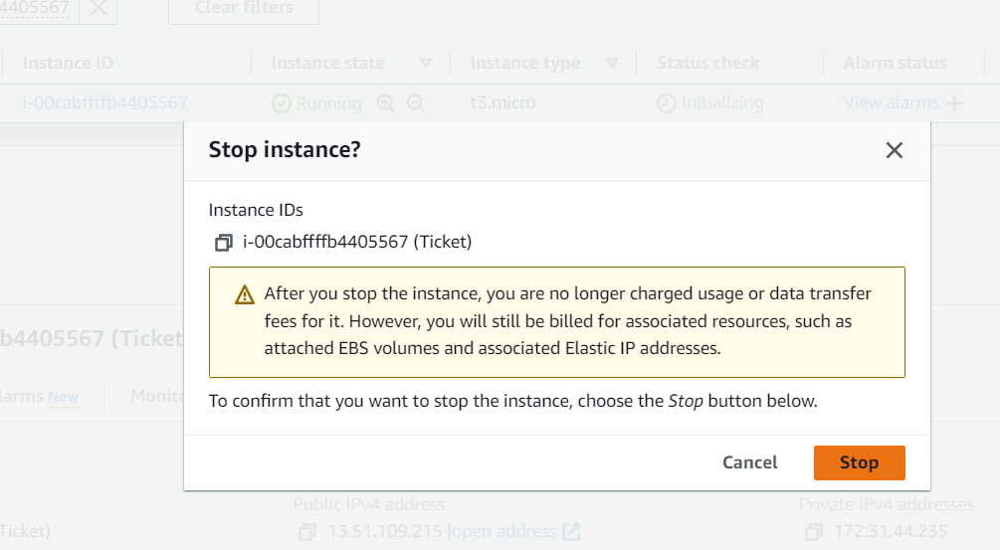 4405567
Clear filters
Instance ID
Instance state
Instance type
Status check
Alarm status
i-00cabffffb4405567
Running
t3.micro
Initializing
View alarms
Stop instance?
Instance IDs
i-00cabffffb4405567 (Ticket)
After you stop the instance, you are no longer charged usage or data transfer
fees for it. However, you will still be billed for associated resources, such as
attached EBS volumes and associated Elastic IP addresses.
To confirm that you want to stop the instance, choose the Stop button below.
Cancel
Stop
b4405567 (Ticket
larms New
Monito
Public IPv4 address
Private IPv4 addresses
Ticket)
13.51.109.215 |open address
172.31.44.235